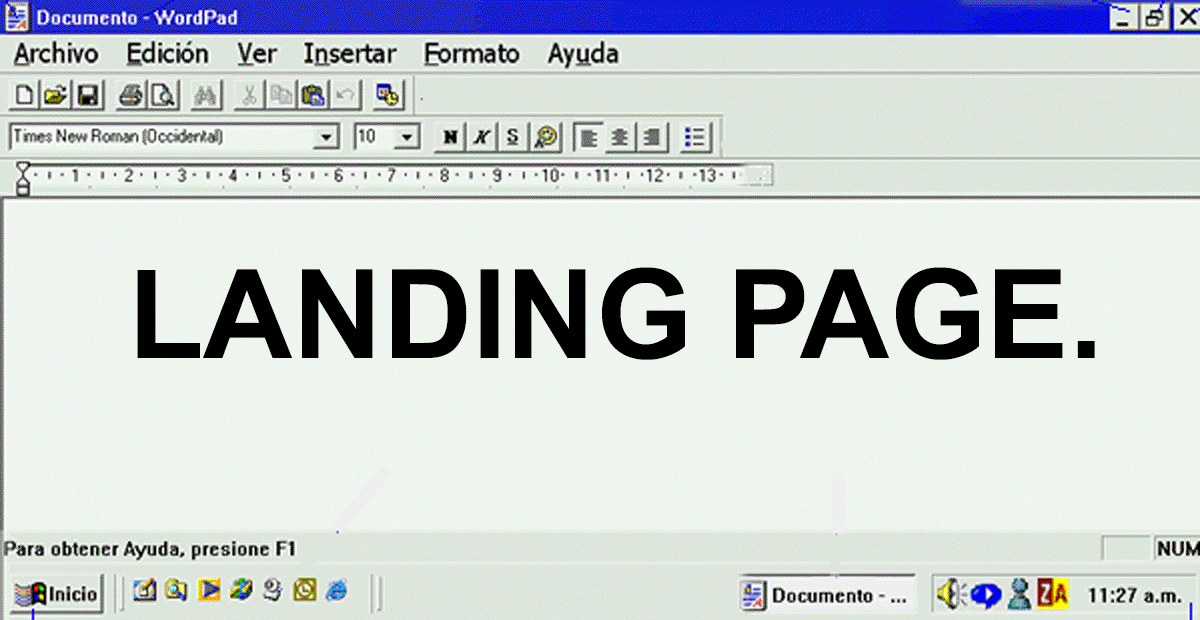 Documento - WordPad
Archivo Edición Ver Insertar Formato Ayuda
Times New Roman (Occidental) 10 N K S
1 2 3 4 5 6 7 8 9 10 11 12 13
LANDING PAGE.
Para obtener Ayuda, presione F1 NUM
Inicio Documento - ... ZA 11:27 a.m.